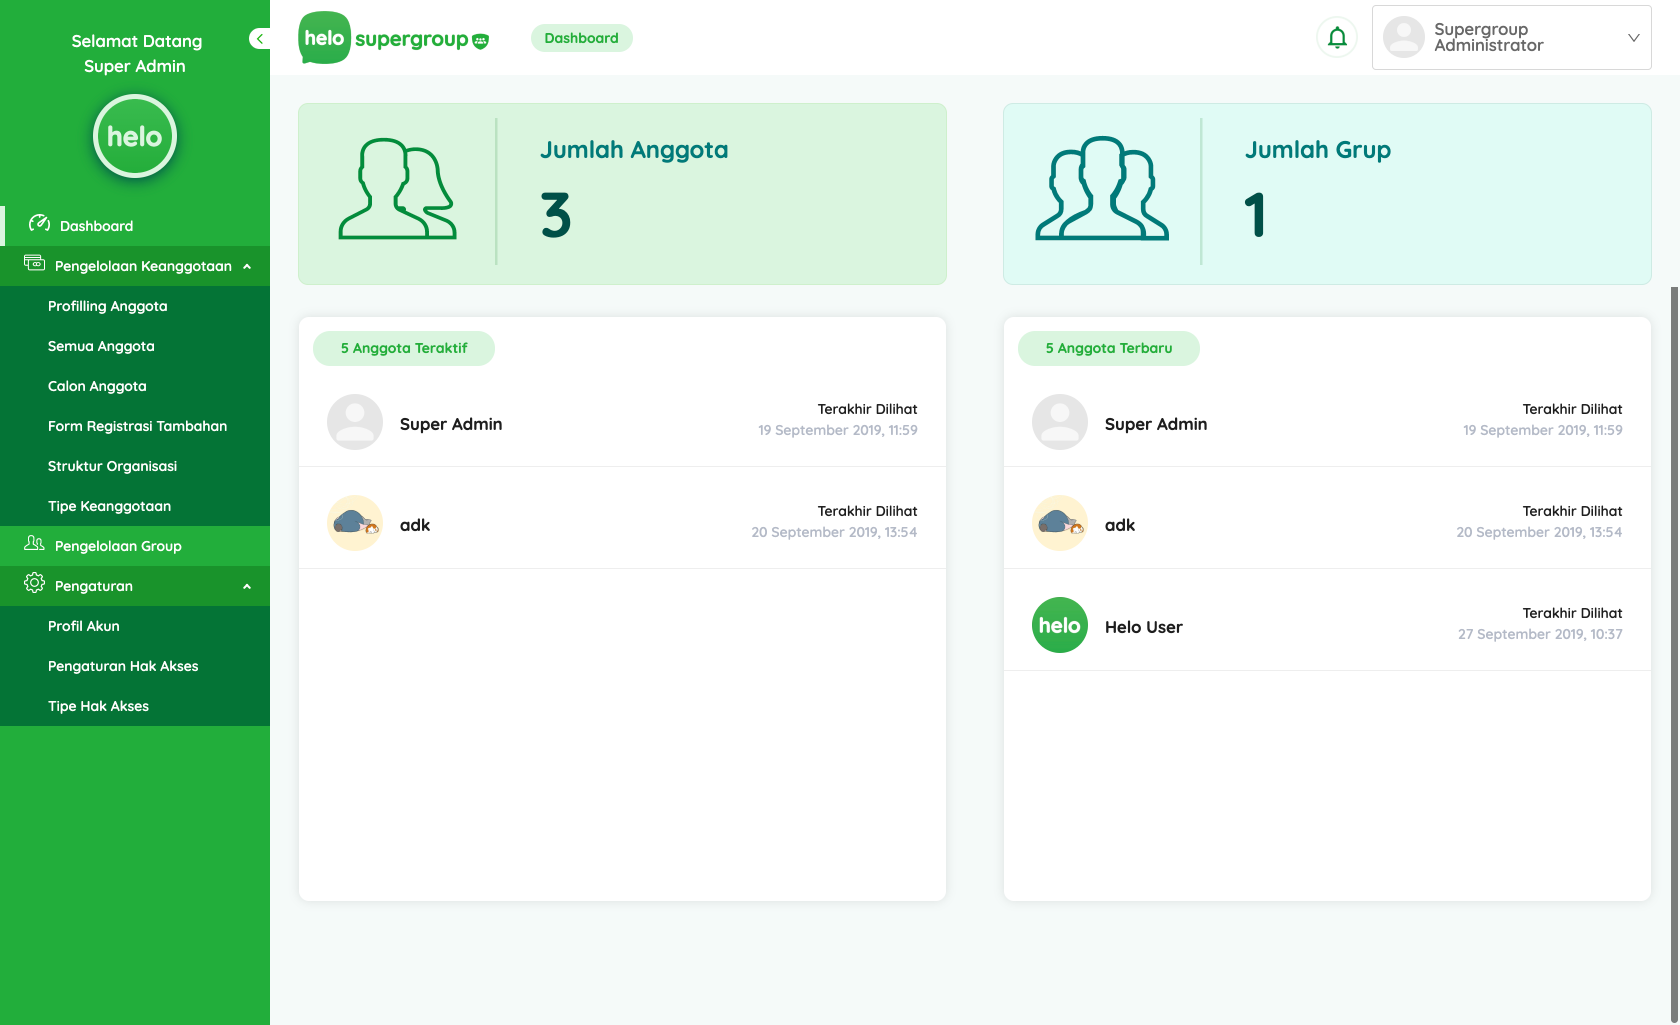 Selamat Datang
Super Admin
helo
Dashboard
Pengelolaan Keanggotaan
Profilling Anggota
Semua Anggota
Calon Anggota
Form Registrasi Tambahan
Struktur Organisasi
Tipe Keanggotaan
Pengelolaan Group
Pengaturan
Profil Akun
Pengaturan Hak Akses
Tipe Hak Akses
helo supergroup
Dashboard
Supergroup
Administrator
Jumlah Anggota
3
Jumlah Grup
1
5 Anggota Teraktif
Super Admin
Terakhir Dilihat
19 September 2019, 11:59
adk
Terakhir Dilihat
20 September 2019, 13:54
5 Anggota Terbaru
Super Admin
Terakhir Dilihat
19 September 2019, 11:59
adk
Terakhir Dilihat
20 September 2019, 13:54
helo
Helo User
Terakhir Dilihat
27 September 2019, 10:37